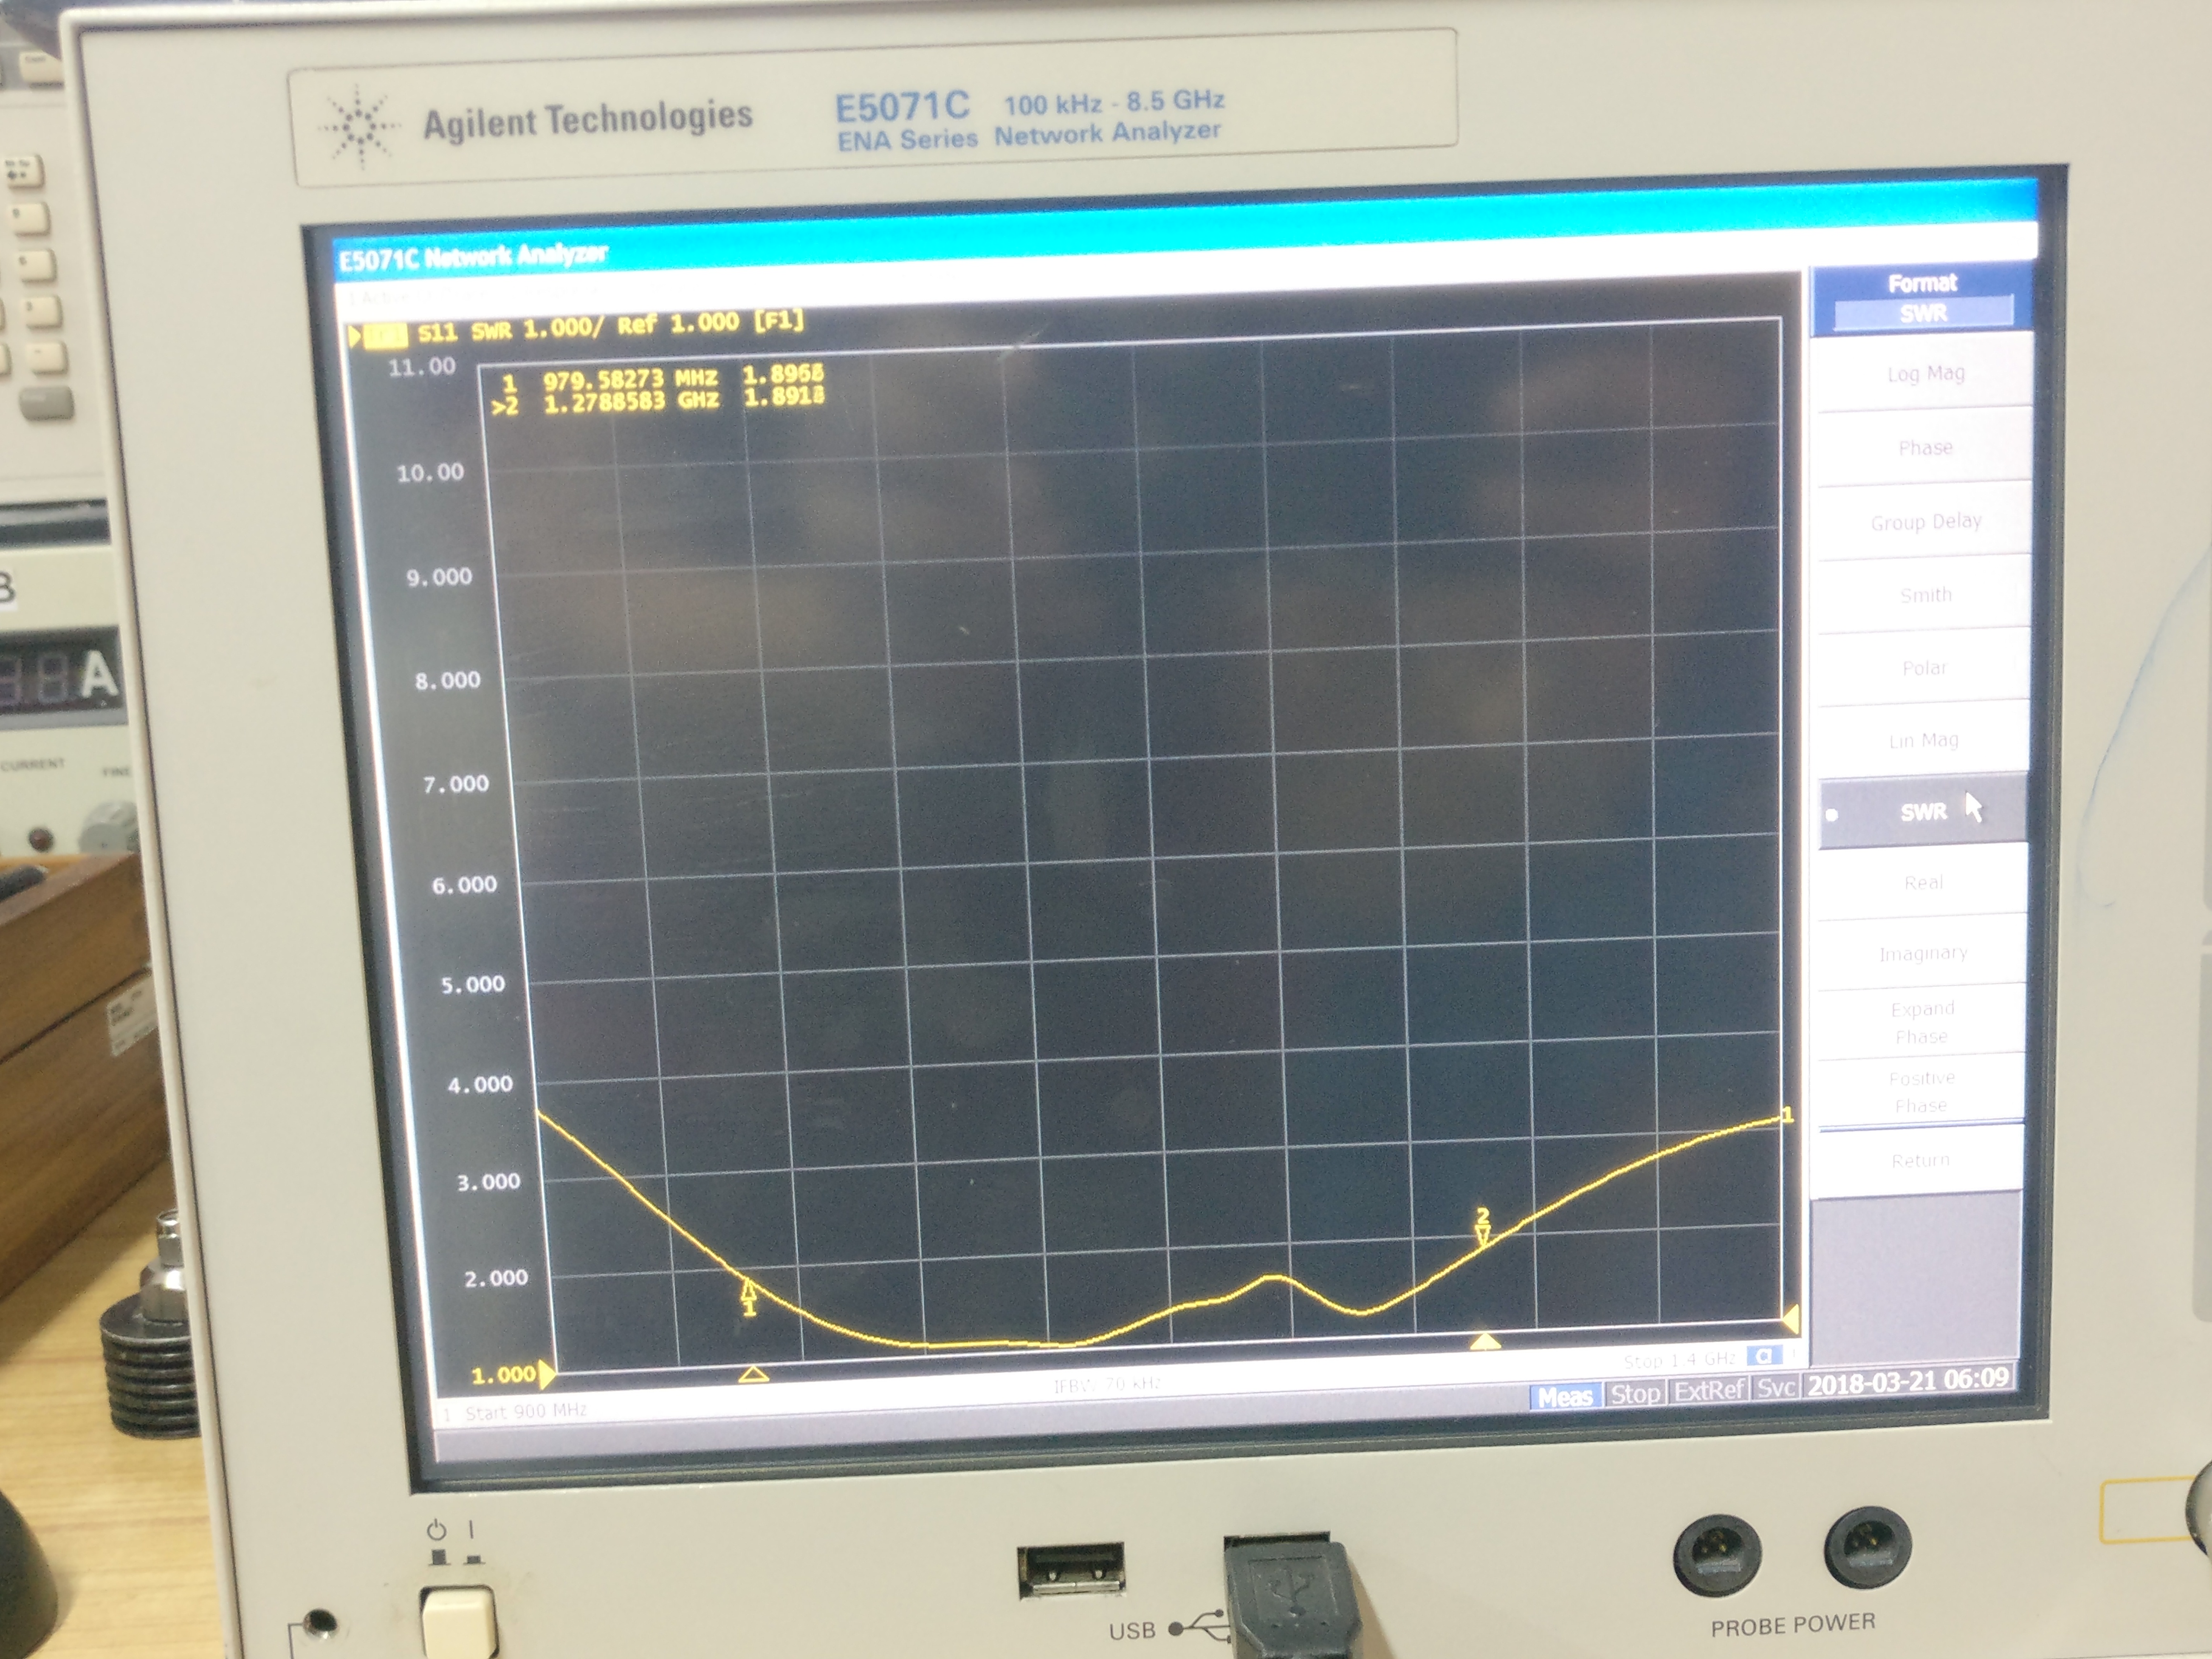 Agilent Technologies
E5071C 100 kHz - 8.5 GHz
ENA Series Network Analyzer
E5071C Network Analyzer
S11 SWR 1.000/ Ref 1.000 [F1]
1 979.58273 MHz
>2 1.2788583 GHz
11.00
10.00
9.000
8.000
7.000
6.000
5.000
4.000
3.000
2.000
1.000
1
2
1
1 Start 900 MHz
IFBW 70 kHz
Stop 1.4 GHz
Format
SWR
Log Mag
Phase
Group Delay
Smith
Polar
Lin Mag
SWR
Real
Imaginary
Expand
Phase
Positive
Phase
Return
Meas Stop ExtRef Svc 2018-03-21 06:09
B
A
CURRENT
FINE
USB
PROBE POWER